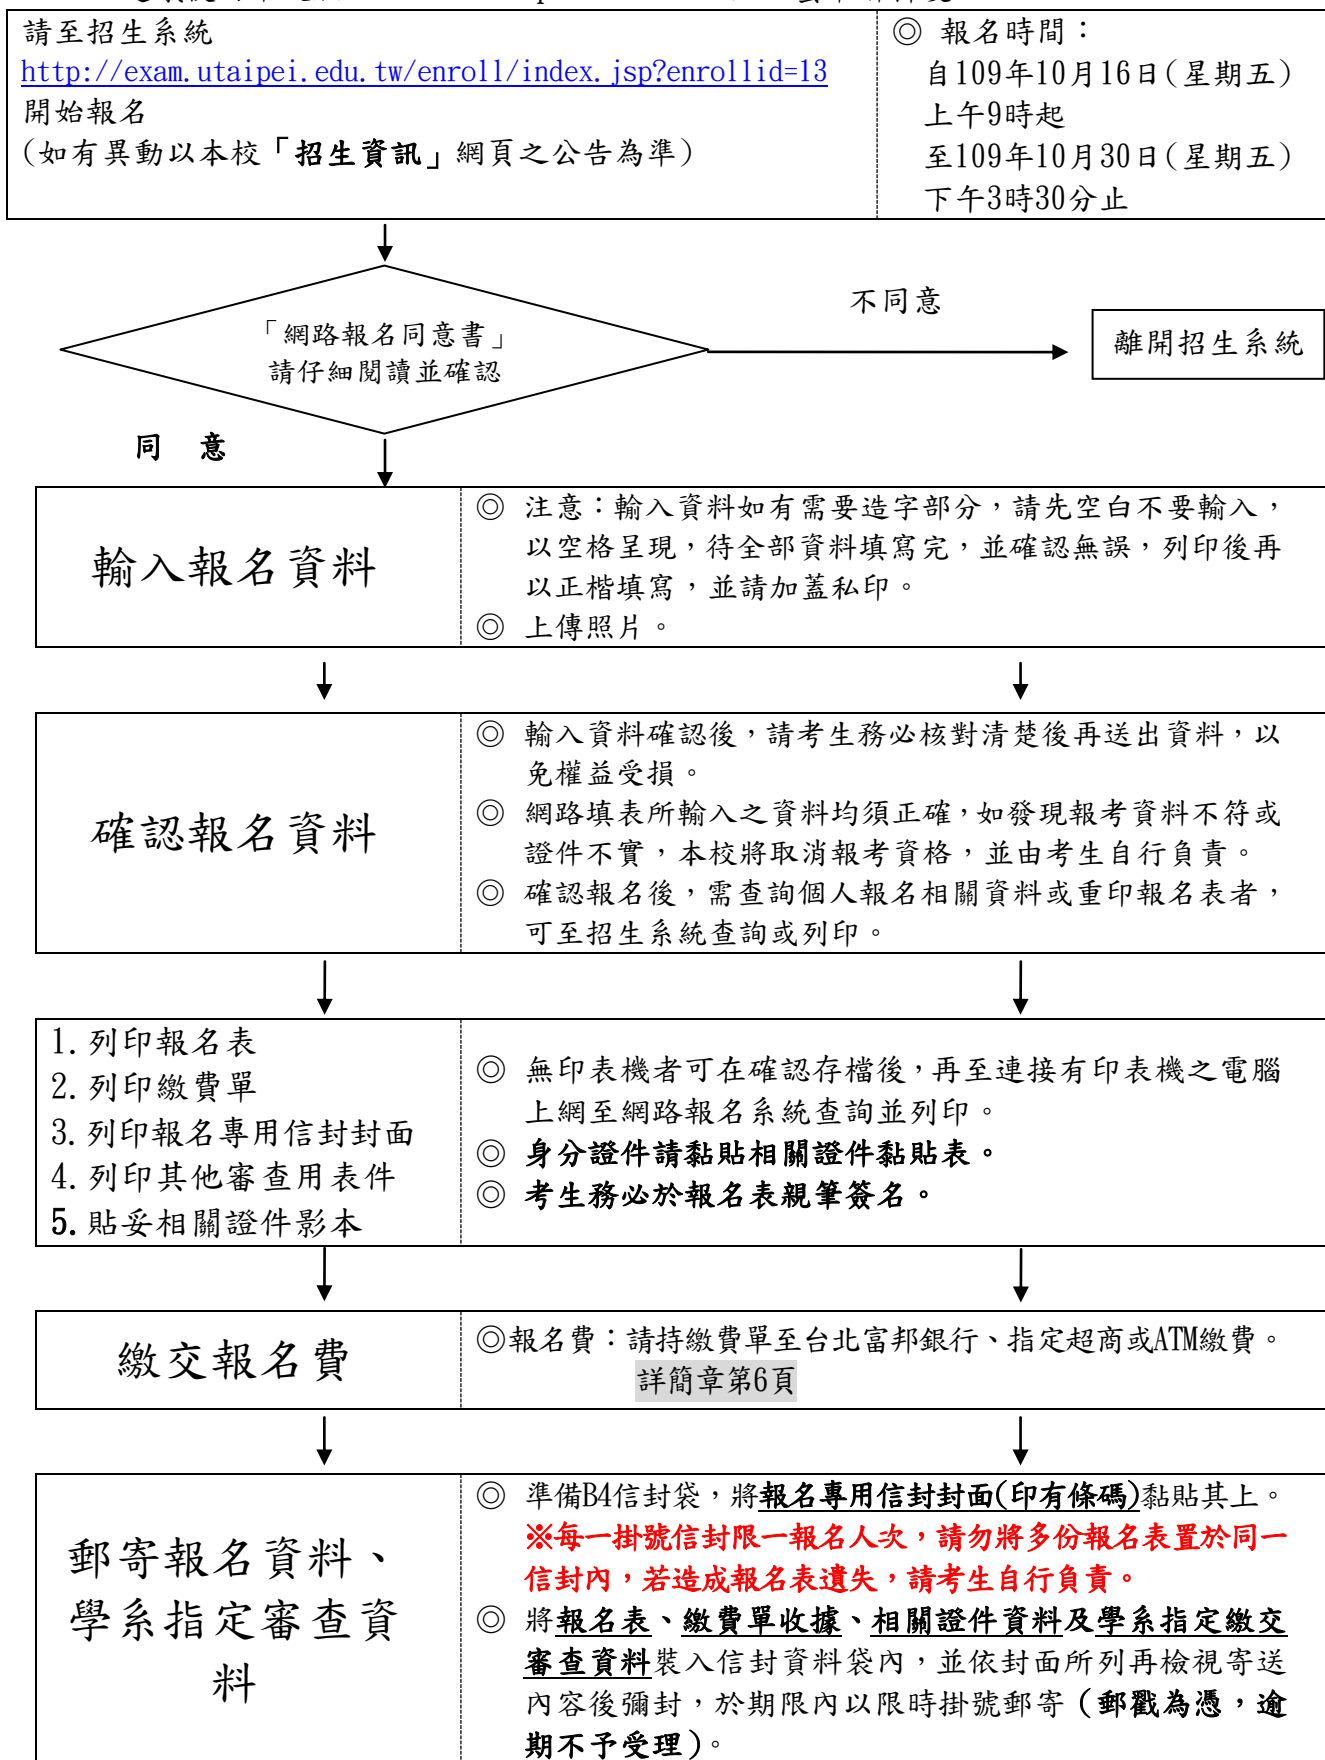 請至招生系統
http://exam.utaipei.edu.tw/enroll/index.jsp?enrollid=13
開始報名
(如有異動以本校「招生資訊」網頁之公告為準)
◎ 報名時間：
自109年10月16日(星期五)
上午9時起
至109年10月30日(星期五)
下午3時30分止
「網路報名同意書」
請仔細閱讀並確認
不同意
離開招生系統
同 意
輸入報名資料
◎ 注意：輸入資料如有需要造字部分，請先空白不要輸入，
以空格呈現，待全部資料填寫完，並確認無誤，列印後再
以正楷填寫，並請加蓋私印。
◎ 上傳照片。
確認報名資料
◎ 輸入資料確認後，請考生務必核對清楚後再送出資料，以
免權益受損。
◎ 網路填表所輸入之資料均須正確，如發現報考資料不符或
證件不實，本校將取消報考資格，並由考生自行負責。
◎ 確認報名後，需查詢個人報名相關資料或重印報名表者，
可至招生系統查詢或列印。
1. 列印報名表
2. 列印繳費單
3. 列印報名專用信封封面
4. 列印其他審查用表件
5. 貼妥相關證件影本
◎ 無印表機者可在確認存檔後，再至連接有印表機之電腦
上網至網路報名系統查詢並列印。
◎ 身分證件請黏貼相關證件黏貼表。
◎ 考生務必於報名表親筆簽名。
繳交報名費
◎報名費：請持繳費單至台北富邦銀行、指定超商或ATM繳費。
詳簡章第6頁
郵寄報名資料、
學系指定審查資
料
◎ 準備B4信封袋，將報名專用信封封面(印有條碼)黏貼其上。
※每一掛號信封限一報名人次，請勿將多份報名表置於同一
信封內，若造成報名表遺失，請考生自行負責。
◎ 將報名表、繳費單收據、相關證件資料及學系指定繳交
審查資料裝入信封資料袋內，並依封面所列再檢視寄送
內容後彌封，於期限內以限時掛號郵寄（郵戳為憑，逾
期不予受理）。